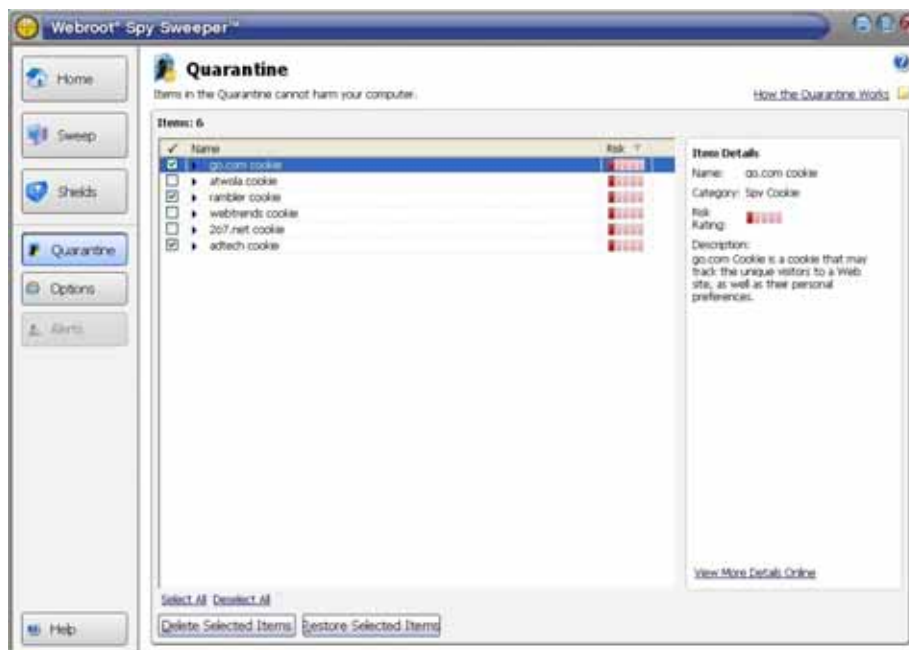 Webroot® Spy Sweeper™
Home
Sweep
Shields
Quarantine
Options
Alerts
Help
Quarantine
Items in the Quarantine cannot harm your computer.
How the Quarantine Works
Items: 6
Name Risk
go.com cookie
atwola cookie
rambler cookie
webtrends cookie
2o7.net cookie
adtech cookie
Item Details
Name: go.com cookie
Category: Spy Cookie
Risk
Rating:
Description:
go.com Cookie is a cookie that may
track the unique visitors to a Web
site, as well as their personal
preferences.
View More Details Online
Select All Deselect All
Delete Selected Items Restore Selected Items